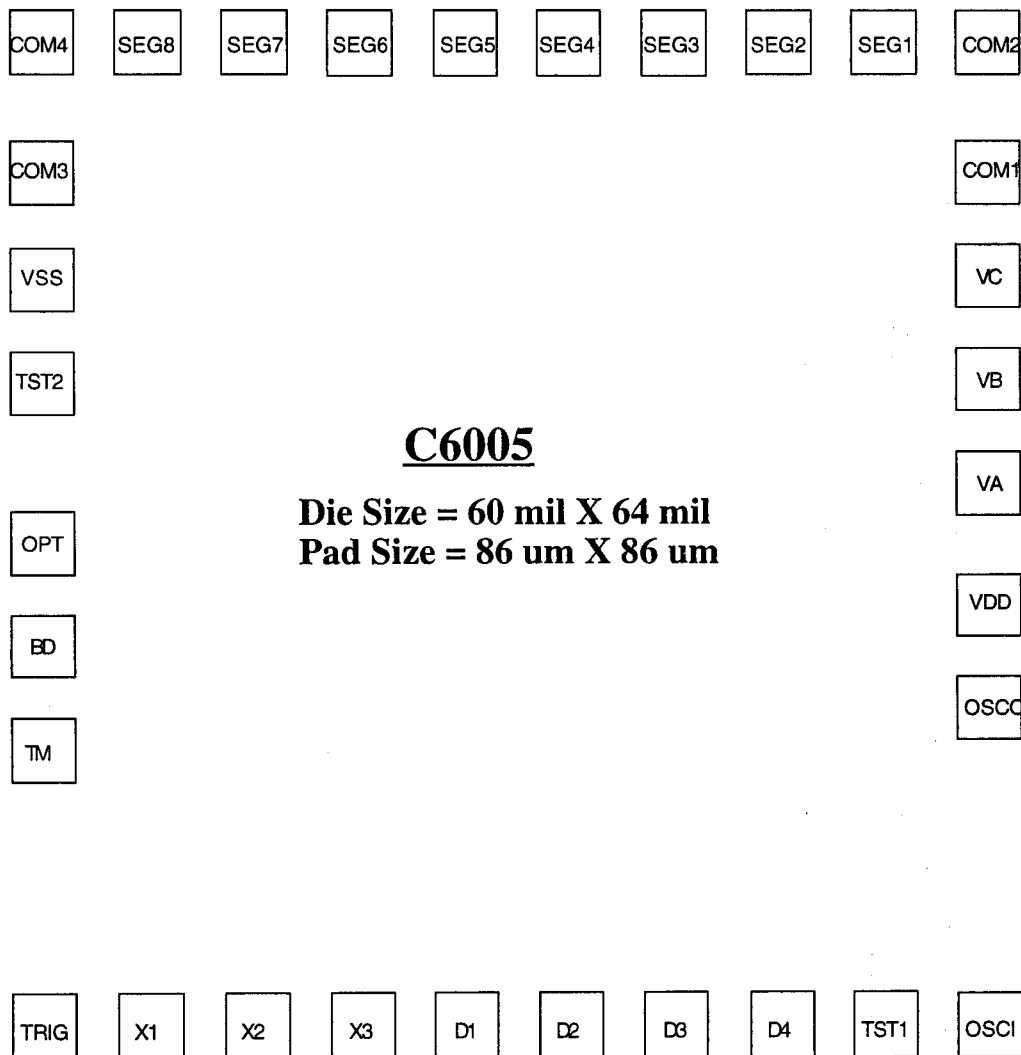 COM4 SEG8 SEG7 SEG6 SEG5 SEG4 SEG3 SEG2 SEG1 COM2
COM3 COM1
VSS VC
TST2 VB
C6005
VA
Die Size = 60 mil X 64 mil
OPT
Pad Size = 86 um X 86 um
VDD
BD
OSCO
TM
TRIG X1 X2 X3 D1 D2 D3 D4 TST1 OSCI